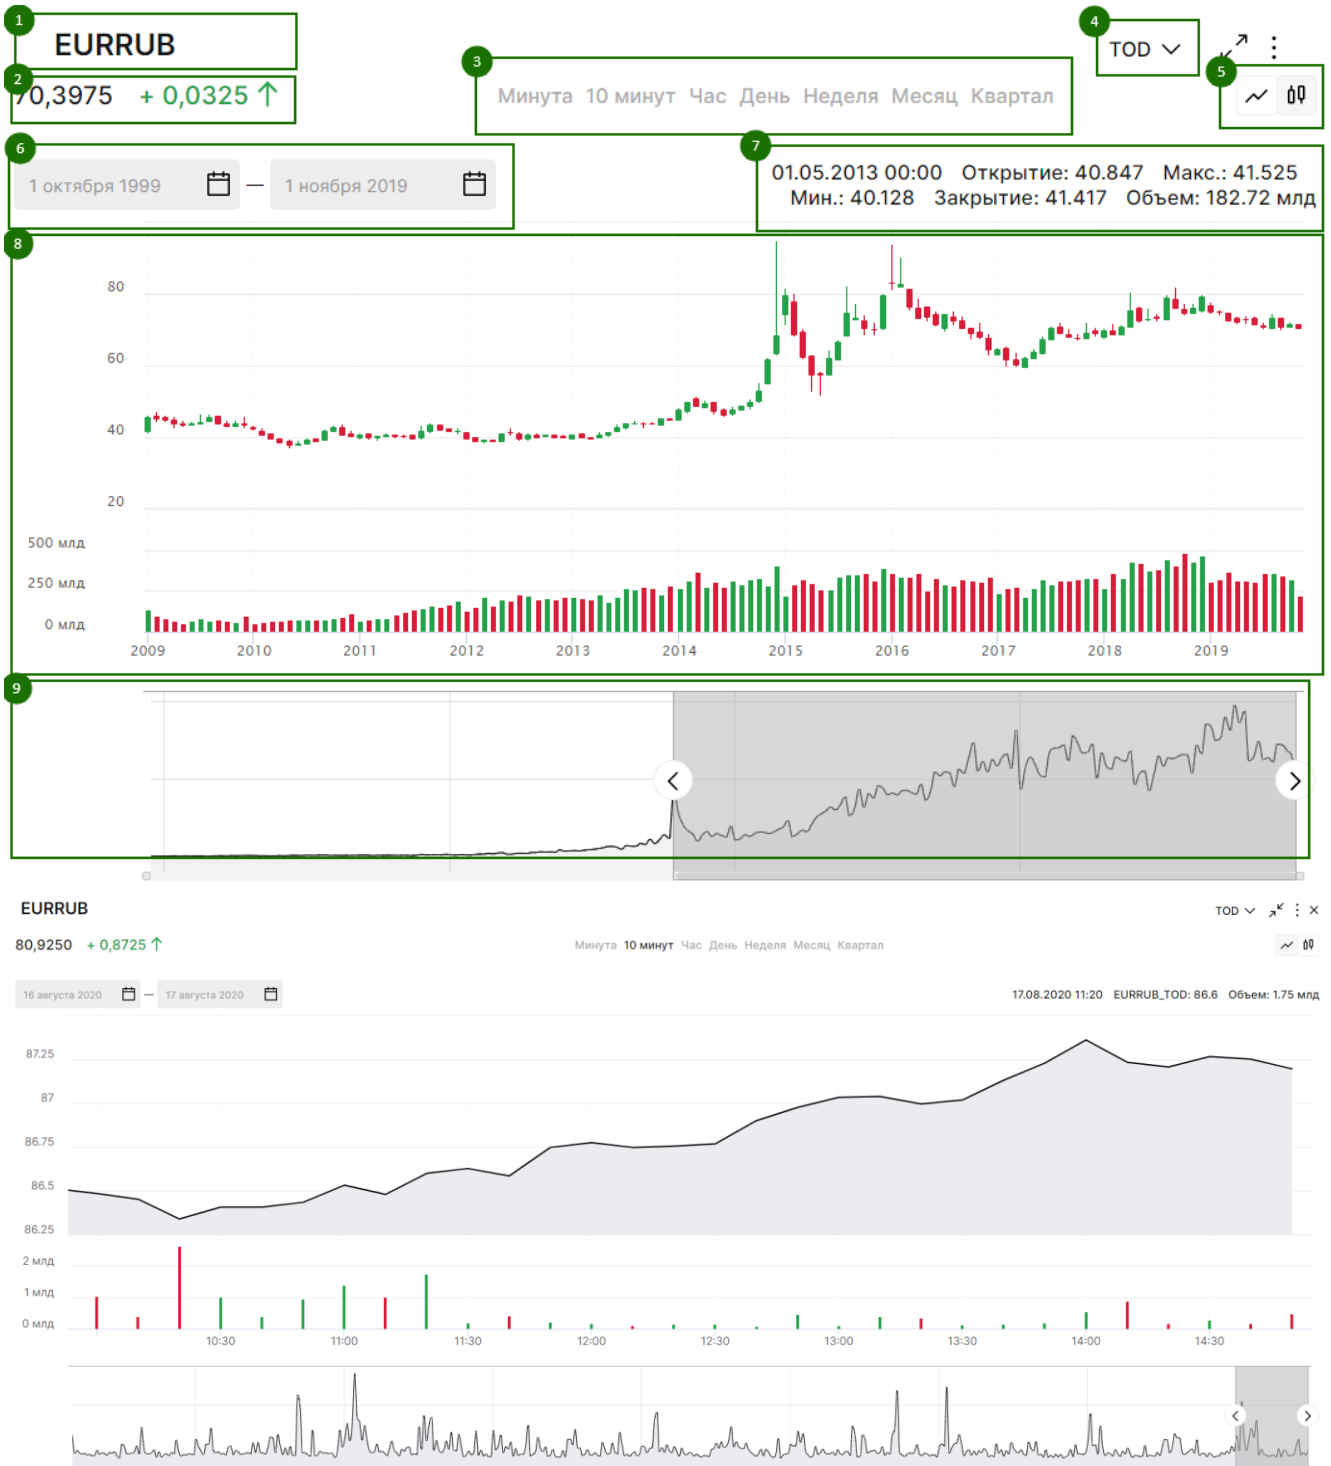 1
EURRUB
4
TOD
2
70,3975 + 0,0325
3
Минута 10 минут Час День Неделя Месяц Квартал
5
6
1 октября 1999 — 1 ноября 2019
7
01.05.2013 00:00 Открытие: 40.847 Макс.: 41.525
Мин.: 40.128 Закрытие: 41.417 Объем: 182.72 млд
8
80
60
40
20
500 млд
250 млд
0 млд
2009 2010 2011 2012 2013 2014 2015 2016 2017 2018 2019
9
EURRUB
TOD
80,9250 + 0,8725
Минута 10 минут Час День Неделя Месяц Квартал
16 августа 2020 — 17 августа 2020
17.08.2020 11:20 EURRUB_TOD: 86.6 Объем: 1.75 млд
87.25
87
86.75
86.5
86.25
2 млд
1 млд
0 млд
10:30 11:00 11:30 12:00 12:30 13:00 13:30 14:00 14:30